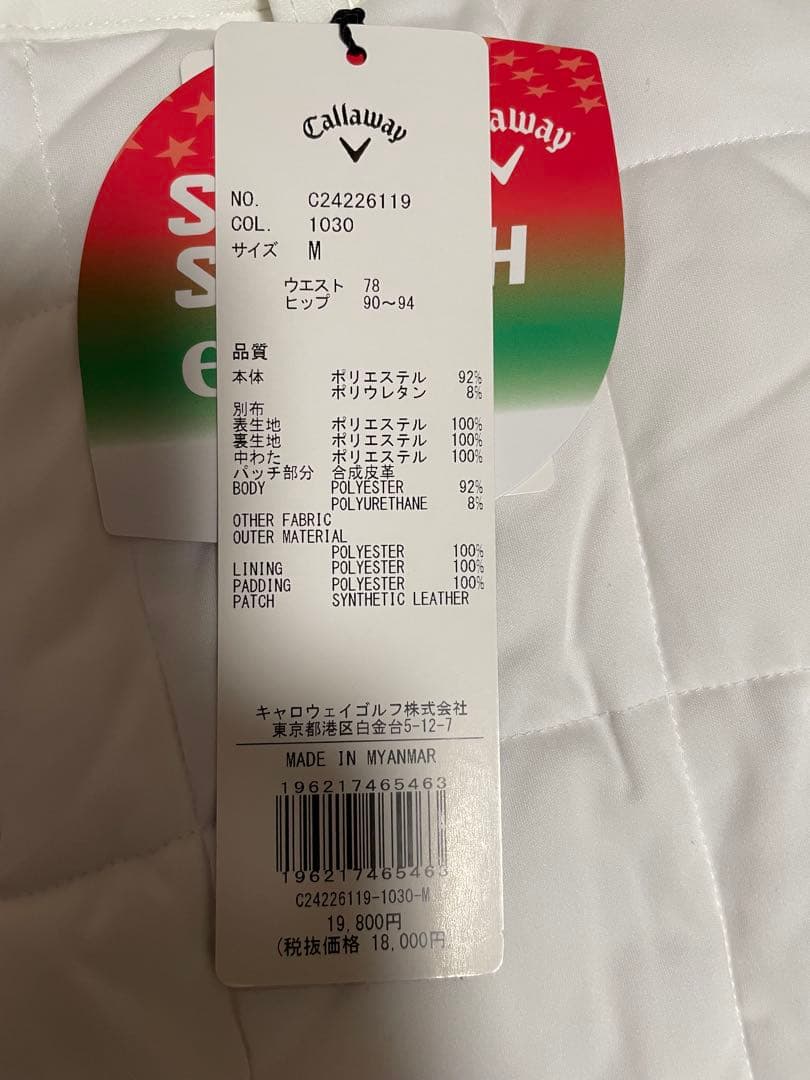 Callaway
NO. C24226119
COL. 1030
サイズ M
ウエスト 78
ヒップ 90～94
品質
本体 ポリエステル 92%
ポリウレタン 8%
別布
表生地 ポリエステル 100%
裏生地 ポリエステル 100%
中わた ポリエステル 100%
パッチ部分 合成皮革
BODY POLYESTER 92%
POLYURETHANE 8%
OTHER FABRIC
OUTER MATERIAL
POLYESTER 100%
LINING POLYESTER 100%
PADDING POLYESTER 100%
PATCH SYNTHETIC LEATHER
キャロウェイゴルフ株式会社
東京都港区白金台5-12-7
MADE IN MYANMAR
196217465463
196217465463
C24226119-1030-M
19,800円
(税抜価格 18,000円